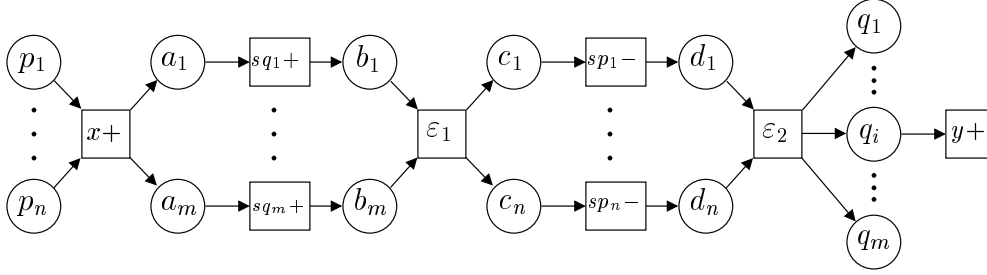 q₁
p₁ a₁ sq₁+ b₁ c₁ sp₁− d₁
x+ ε₁ ε₂ qᵢ y+
pₙ aₘ sqₘ+ bₘ cₙ spₙ− dₙ
qₘ